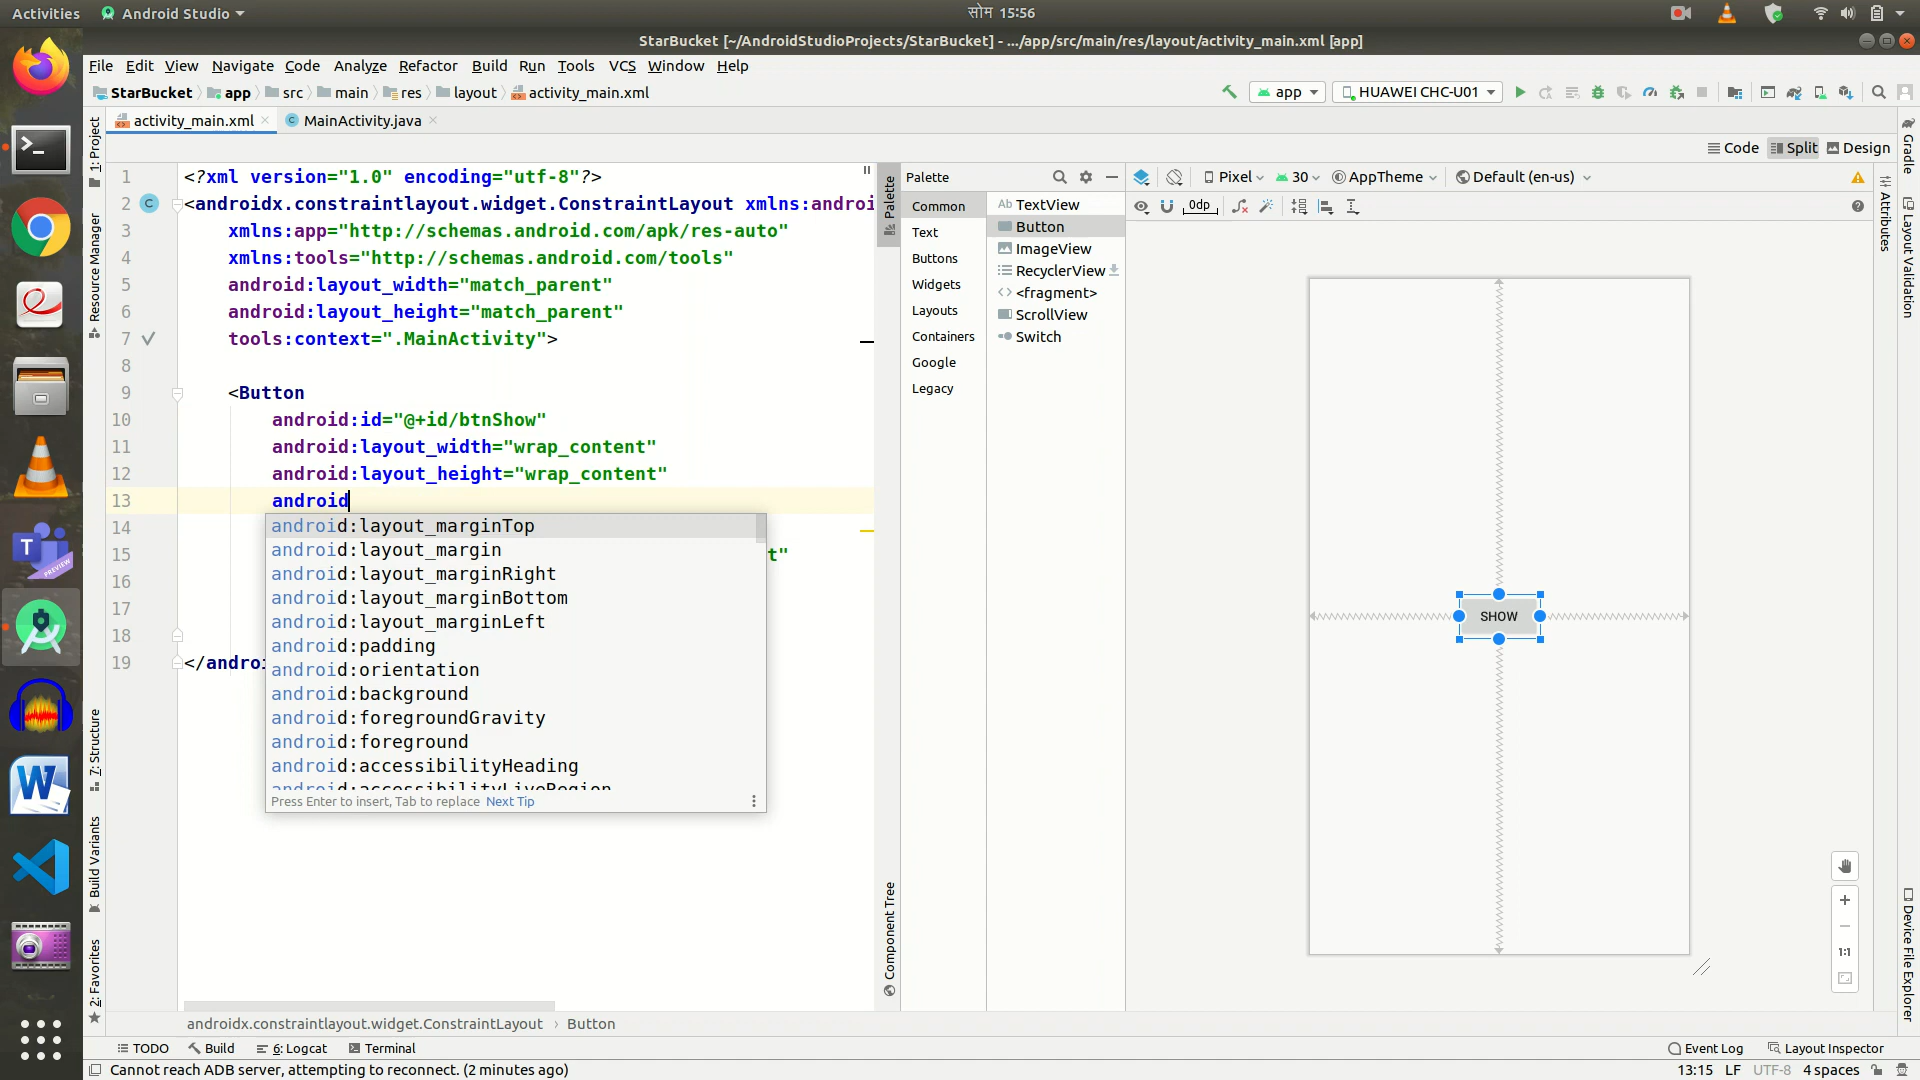 Activities Android Studio सोम 15:56
StarBucket [~/AndroidStudioProjects/StarBucket] - .../app/src/main/res/layout/activity_main.xml [app]
File Edit View Navigate Code Analyze Refactor Build Run Tools VCS Window Help
StarBucket app src main res layout activity_main.xml app HUAWEI CHC-U01
activity_main.xml MainActivity.java
Code Split Design
1: Project
Resource Manager
7: Structure
Build Variants
2: Favorites
1 <?xml version="1.0" encoding="utf-8"?>
2 <androidx.constraintlayout.widget.ConstraintLayout xmlns:androi
3 xmlns:app="http://schemas.android.com/apk/res-auto"
4 xmlns:tools="http://schemas.android.com/tools"
5 android:layout_width="match_parent"
6 android:layout_height="match_parent"
7 tools:context=".MainActivity">
8
9 <Button
10 android:id="@+id/btnShow"
11 android:layout_width="wrap_content"
12 android:layout_height="wrap_content"
13 android
14
15 t"
16
17
18
19 </androi
android:layout_marginTop
android:layout_margin
android:layout_marginRight
android:layout_marginBottom
android:layout_marginLeft
android:padding
android:orientation
android:background
android:foregroundGravity
android:foreground
android:accessibilityHeading
android:accessibilityLiveRegion
Press Enter to insert, Tab to replace Next Tip
Palette
Component Tree
Palette
Common
Text
Buttons
Widgets
Layouts
Containers
Google
Legacy
Ab TextView
Button
ImageView
RecyclerView
<fragment>
ScrollView
Switch
Pixel 30 AppTheme Default (en-us)
0dp
SHOW
1:1
Gradle
Layout Validation
Attributes
Device File Explorer
androidx.constraintlayout.widget.ConstraintLayout › Button
TODO Build 6: Logcat Terminal Event Log Layout Inspector
Cannot reach ADB server, attempting to reconnect. (2 minutes ago) 13:15 LF UTF-8 4 spaces
T
PREVIEW
W